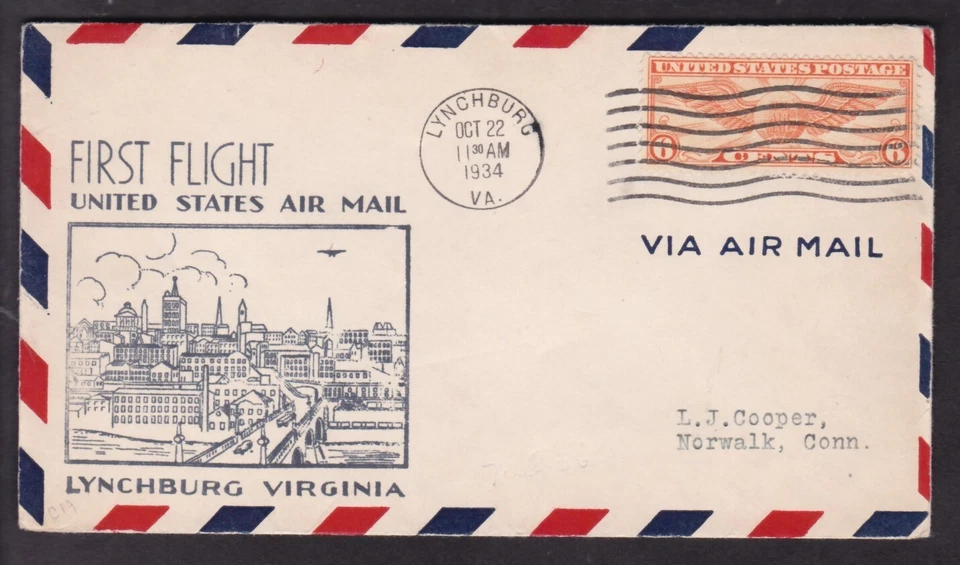 UNITED STATES POSTAGE
6 CENTS 6
LYNCHBURG
OCT 22
11 30 AM
1934
VA.
FIRST FLIGHT
UNITED STATES AIR MAIL
VIA AIR MAIL
L.J.Cooper,
Norwalk, Conn.
LYNCHBURG VIRGINIA
C19